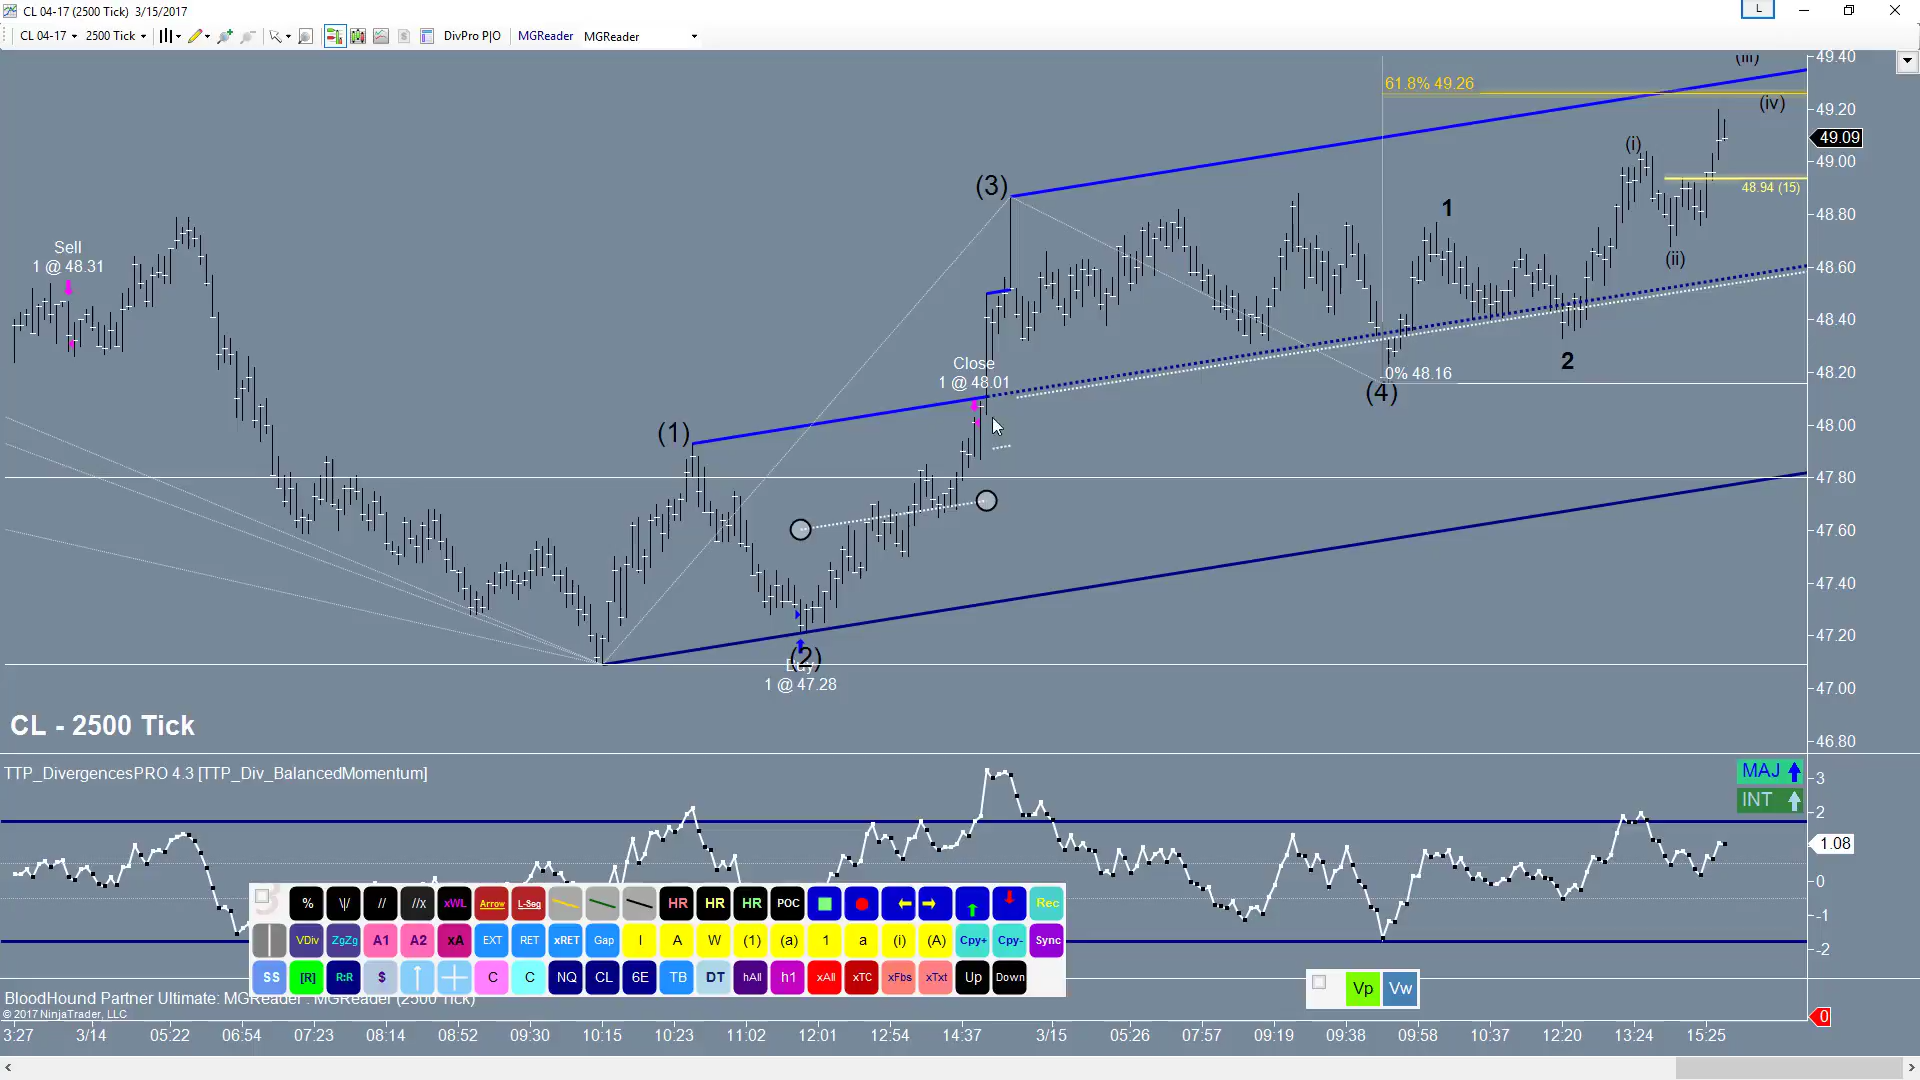 CL 04-17 (2500 Tick) 3/15/2017
L
CL 04-17 2500 Tick DivPro P|O MGReader MGReader
49.40
(iii)
61.8% 49.26
(iv)
49.20
49.09
(i)
49.00
48.94 (15)
(3)
1
48.80
Sell
1 @ 48.31
(ii)
48.60
48.40
Close
1 @ 48.01
2
0% 48.16
48.20
(4)
(1)
48.00
47.80
47.60
47.40
47.20
(2)
Buy
1 @ 47.28
47.00
CL - 2500 Tick
46.80
TTP_DivergencesPRO 4.3 [TTP_Div_BalancedMomentum]
MAJ
INT
3
2
1.08
0
-1
-2
% \|/ // //x xWL Arrow L-Seg HR HR HR POC Rec
VDiv ZgZg A1 A2 xA EXT RET xRET Gap I A W (1) (a) 1 a (i) (A) Cpy+ Cpy- Sync
SS [R] R:R $ C C NQ CL 6E TB DT hAll h1 xAll xTC xFbs xTxt Up Down
Vp Vw
BloodHound Partner Ultimate: MGReader : MGReader (2500 Tick)
© 2017 NinjaTrader, LLC
0
3:27 3/14 05:22 06:54 07:23 08:14 08:52 09:30 10:15 10:23 11:02 12:01 12:54 14:37 3/15 05:26 07:57 09:19 09:38 09:58 10:37 12:20 13:24 15:25